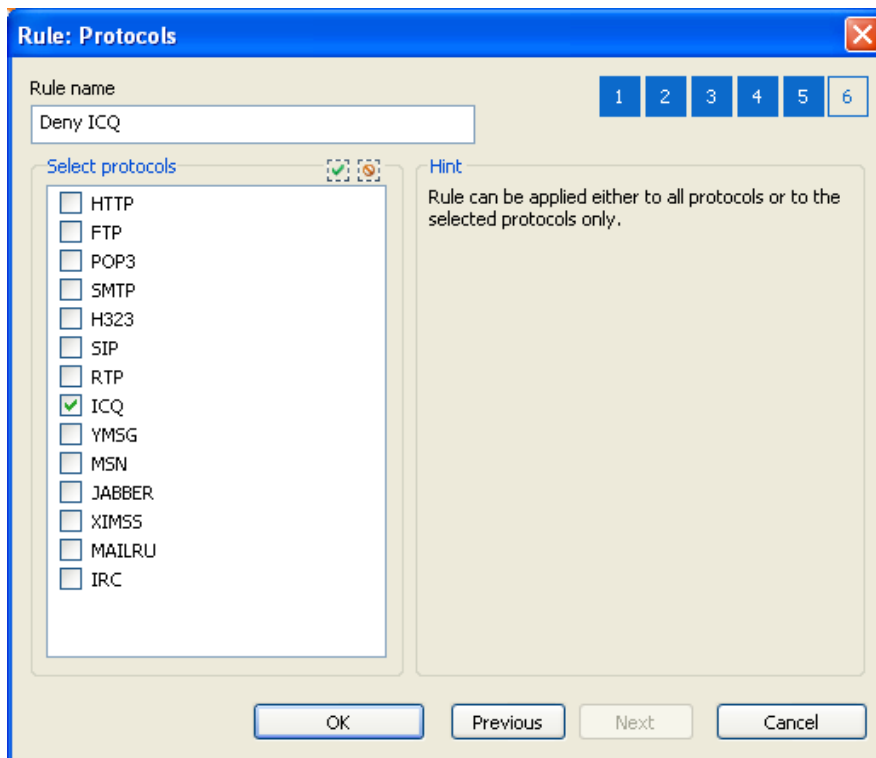 Rule: Protocols
Rule name
1 2 3 4 5 6
Deny ICQ
Select protocols
HTTP
FTP
POP3
SMTP
H323
SIP
RTP
ICQ
YMSG
MSN
JABBER
XIMSS
MAILRU
IRC
Hint
Rule can be applied either to all protocols or to the
selected protocols only.
OK Previous Next Cancel